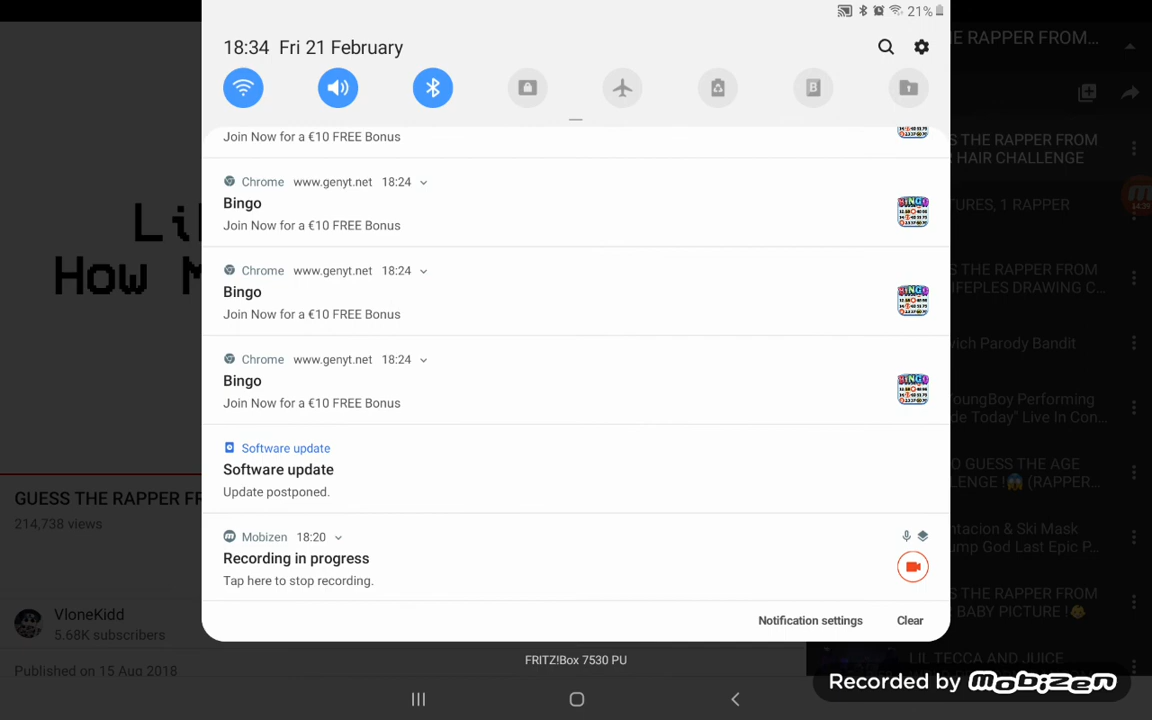 21%
18:34 Fri 21 February
E RAPPER FROM...
Join Now for a €10 FREE Bonus
S THE RAPPER FROM
HAIR CHALLENGE
Chrome www.genyt.net 18:24
Bingo
Join Now for a €10 FREE Bonus
TURES, 1 RAPPER
Chrome www.genyt.net 18:24
Bingo
Join Now for a €10 FREE Bonus
S THE RAPPER FROM
IFEPLES DRAWING C...
Li
How M
Chrome www.genyt.net 18:24
Bingo
Join Now for a €10 FREE Bonus
vich Parody Bandit
YoungBoy Performing
de Today" Live In Con...
Software update
Software update
Update postponed.
O GUESS THE AGE
LENGE !😱 (RAPPER...
GUESS THE RAPPER FR
214,738 views
Mobizen 18:20
Recording in progress
Tap here to stop recording.
ntacion & Ski Mask
ump God Last Epic P...
S THE RAPPER FROM
BABY PICTURE !👶
VloneKidd
5.68K subscribers
Notification settings Clear
Published on 15 Aug 2018
FRITZ!Box 7530 PU
LIL TECCA AND JUICE
Recorded by mobizen